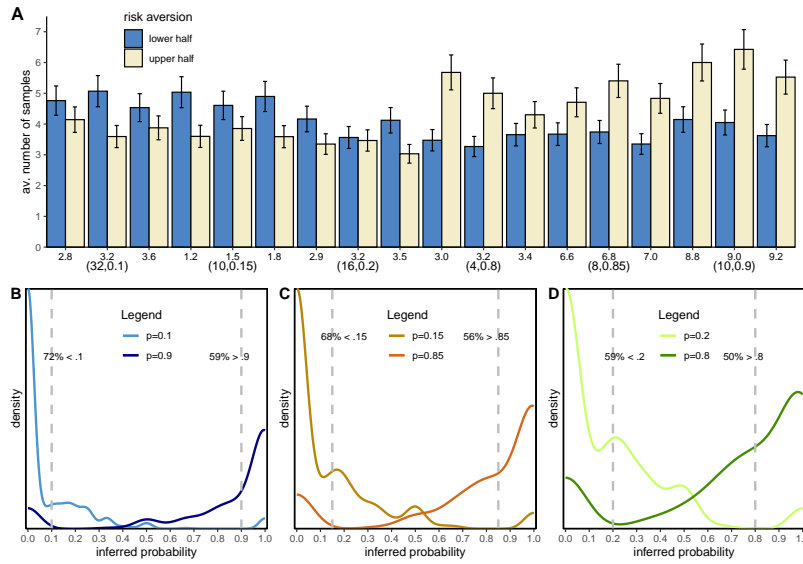 A
risk aversion
lower half
upper half
av. number of samples
7
6
5
4
3
2
1
0
2.8 3.2 3.6 1.2 1.5 1.8 2.9 3.2 3.5 3.0 3.2 3.4 6.6 6.8 7.0 8.8 9.0 9.2
(32,0.1) (10,0.15) (16,0.2) (4,0.8) (8,0.85) (10,0.9)
B
Legend
p=0.1
p=0.9
72% < .1
59% > .9
density
0.0 0.1 0.2 0.3 0.4 0.5 0.6 0.7 0.8 0.9 1.0
inferred probability
C
Legend
p=0.15
p=0.85
68% < .15
56% > .85
density
0.0 0.1 0.2 0.3 0.4 0.5 0.6 0.7 0.8 0.9 1.0
inferred probability
D
Legend
p=0.2
p=0.8
59% < .2
50% > .8
density
0.0 0.1 0.2 0.3 0.4 0.5 0.6 0.7 0.8 0.9 1.0
inferred probability